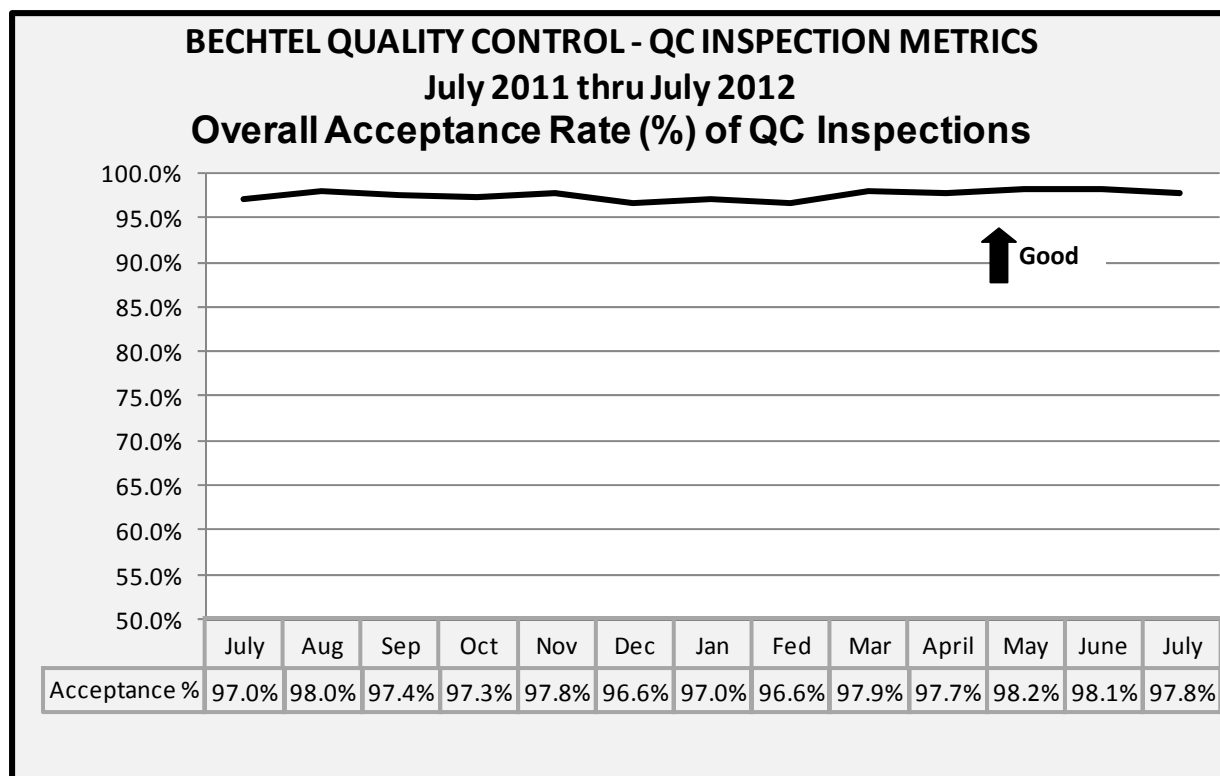 BECHTEL QUALITY CONTROL - QC INSPECTION METRICS
July 2011 thru July 2012
Overall Acceptance Rate (%) of QC Inspections
100.0%
95.0%
90.0%
Good
85.0%
80.0%
75.0%
70.0%
65.0%
60.0%
55.0%
50.0%
July Aug Sep Oct Nov Dec Jan Fed Mar April May June July
Acceptance % 97.0% 98.0% 97.4% 97.3% 97.8% 96.6% 97.0% 96.6% 97.9% 97.7% 98.2% 98.1% 97.8%